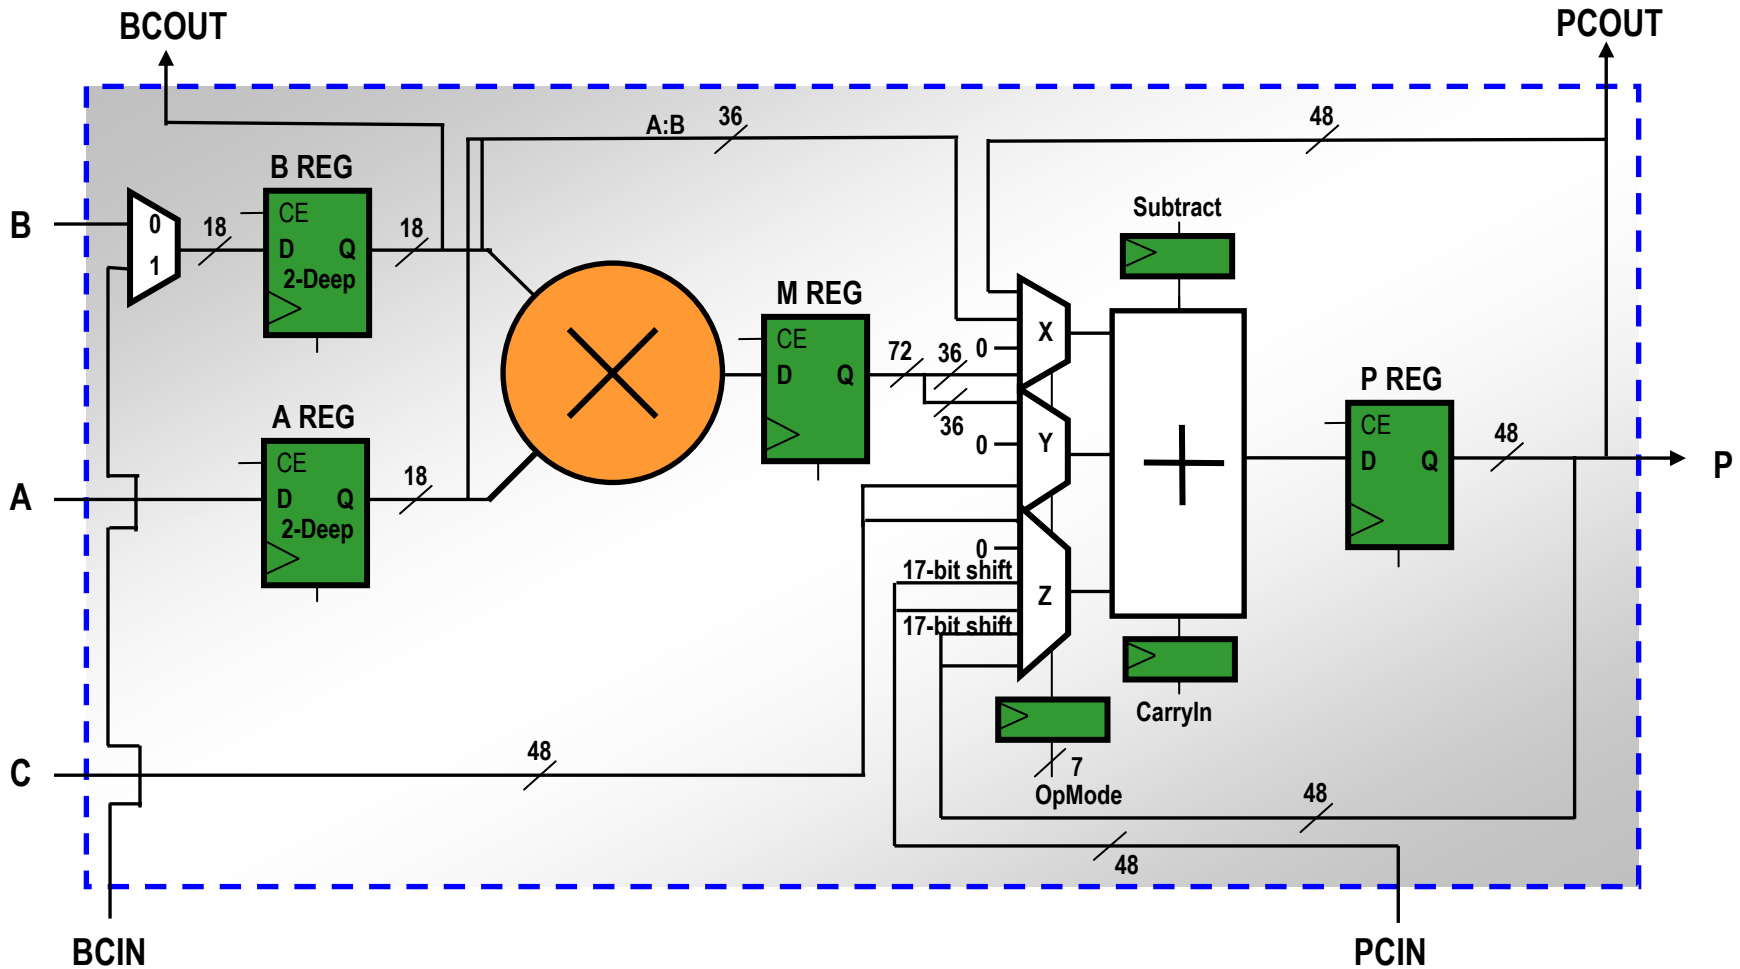 BCOUT
PCOUT
A:B
36
48
B REG
CE
D
Q
2-Deep
B
0
1
18
18
Subtract
M REG
CE
D
Q
72
36
36
X
0
Y
0
P REG
CE
D
Q
48
P
A REG
CE
D
Q
2-Deep
A
18
0
17-bit shift
Z
17-bit shift
CarryIn
C
48
7
OpMode
48
48
BCIN
PCIN